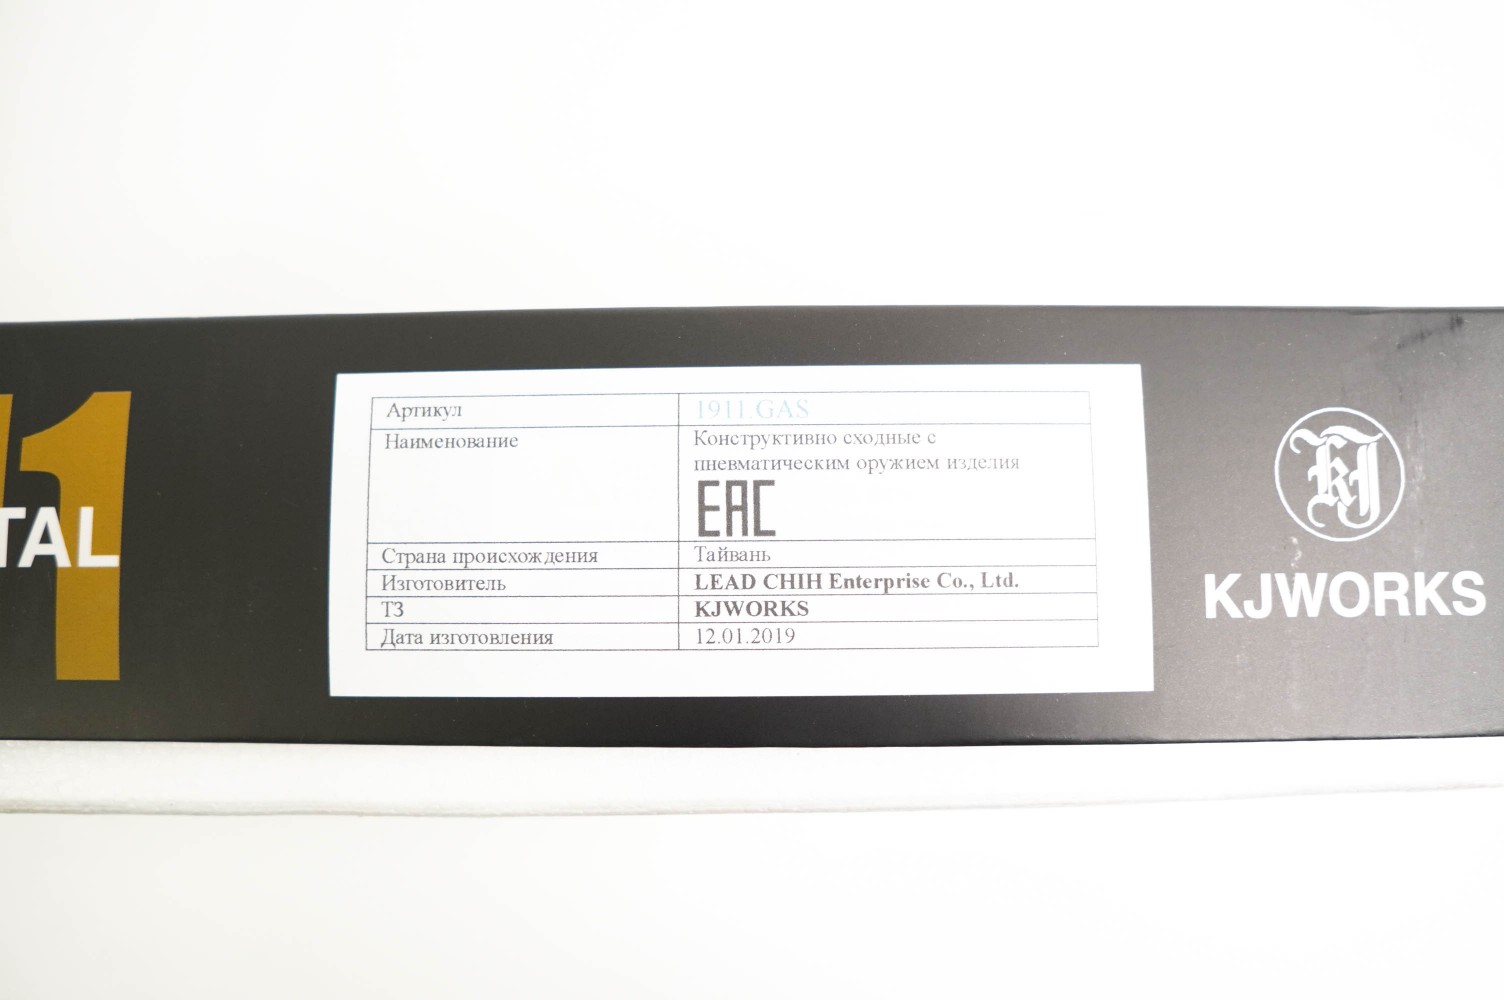 11
TAL
Артикул 1911.GAS
Наименование Конструктивно сходные с
пневматическим оружием изделия
EAC
Страна происхождения Тайвань
Изготовитель LEAD CHIH Enterprise Co., Ltd.
ТЗ KJWORKS
Дата изготовления 12.01.2019
KJ
KJWORKS